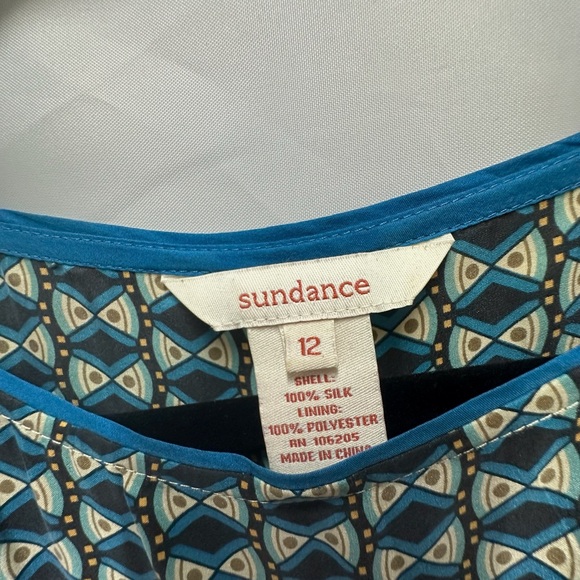 sundance
12
SHELL:
100% SILK
LINING:
100% POLYESTER
RN 106205
MADE IN CHINA